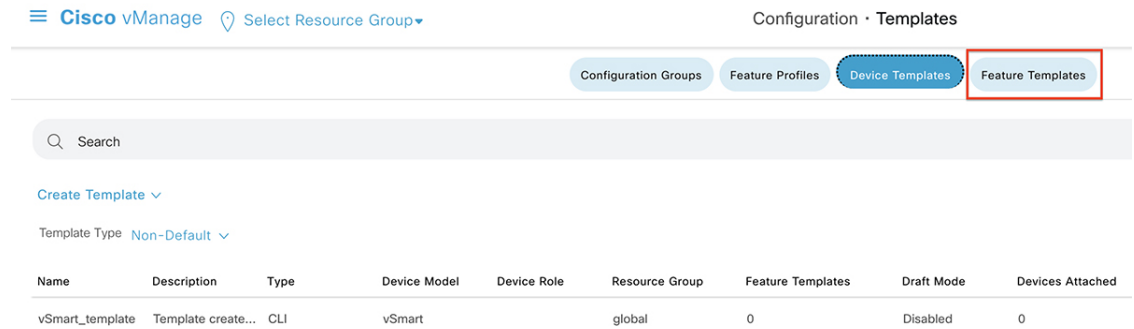 Cisco vManage Select Resource Group Configuration · Templates
Configuration Groups Feature Profiles Device Templates Feature Templates
Search
Create Template
Template Type Non-Default
Name Description Type Device Model Device Role Resource Group Feature Templates Draft Mode Devices Attached
vSmart_template Template create... CLI vSmart global 0 Disabled 0